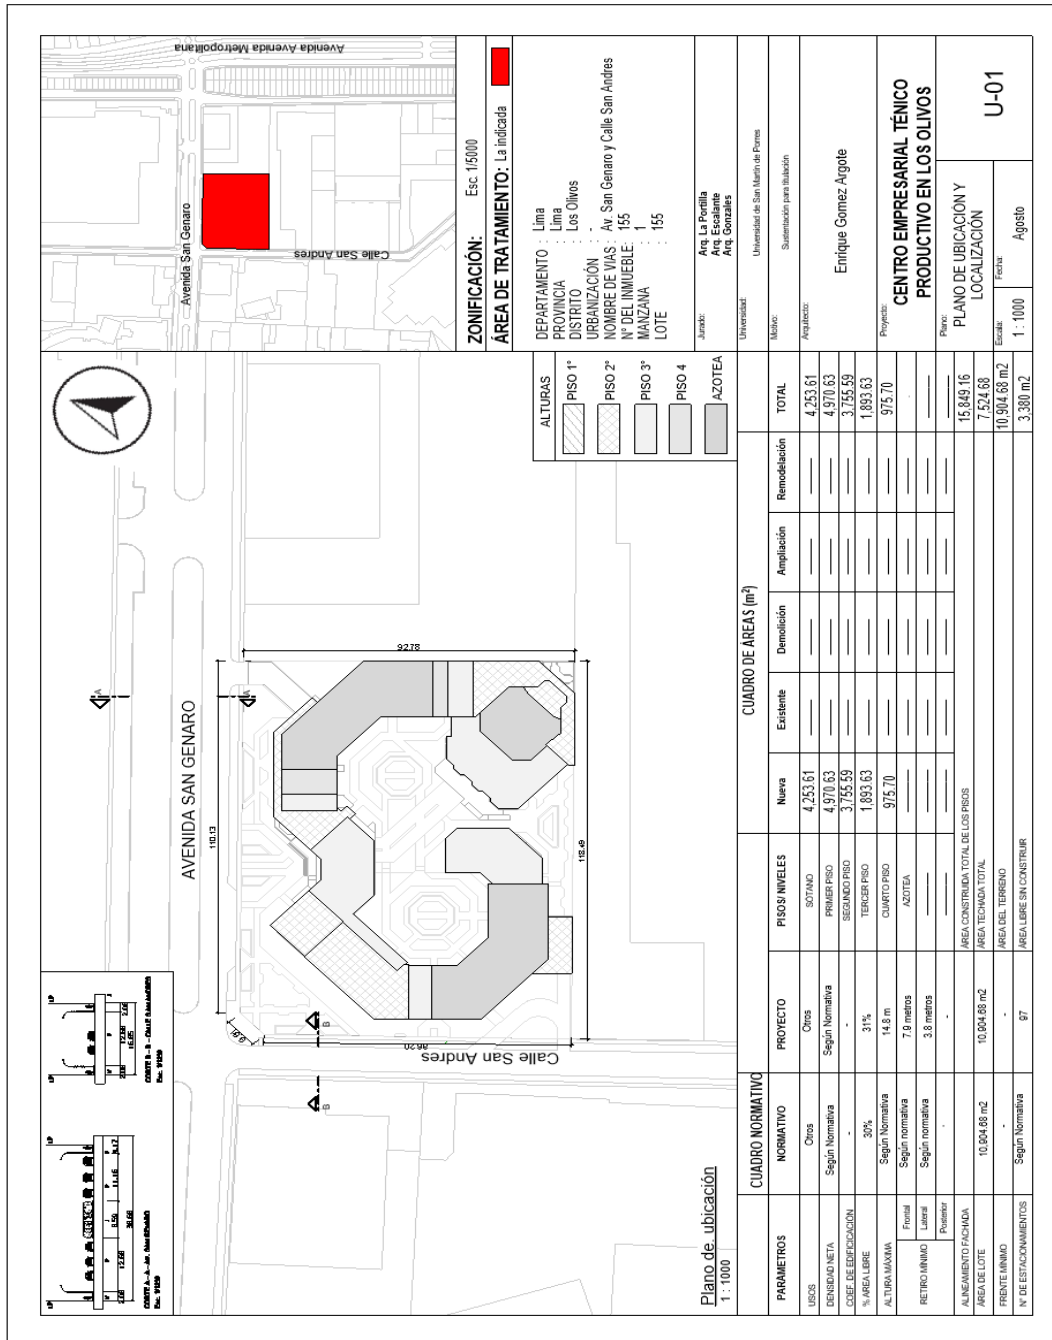 Avenida Avenida Metropolitana
Avenida San Genaro
Calle San Andres
ZONIFICACIÓN: Esc. 1/5000
ÁREA DE TRATAMIENTO: La indicada
DEPARTAMENTO : Lima
PROVINCIA : Lima
DISTRITO : Los Olivos
URBANIZACIÓN : -
NOMBRE DE VIAS : Av. San Genaro y Calle San Andres
N° DEL INMUEBLE: 155
MANZANA : 1
LOTE : 155
Jurado: Arq. La Portilla
Arq. Escalante
Arq. Gonzales
Universidad: Universidad de San Martin de Porres
Motivo: Sustentación para titulación
Arquitecto:
Enrique Gomez Argote
Proyecto:
CENTRO EMPRESARIAL TÉNICO
PRODUCTIVO EN LOS OLIVOS
Plano:
PLANO DE UBICACIÓN Y
LOCALIZACIÓN
U-01
Escala: 1 : 1000
Fecha: Agosto
ALTURAS
PISO 1°
PISO 2°
PISO 3°
PISO 4
AZOTEA
AVENIDA SAN GENARO
A
A
110.13
92.78
Calle San Andres
B
B
Plano de. ubicación
1 : 1000
CUADRO NORMATIVO
CUADRO DE ÁREAS (m²)
PARÁMETROS NORMATIVO PROYECTO PISOS/ NIVELES Nueva Existente Demolición Ampliación Remodelación TOTAL
USOS Otros Otros SOTANO 4,253.61 4,253.61
DENSIDAD NETA Según Normativa Según Normativa PRIMER PISO 4,970.63 4,970.63
COEF. DE EDIFICACIÓN - - SEGUNDO PISO 3,755.59 3,755.59
% AREA LIBRE 30% 31% TERCER PISO 1,893.63 1,893.63
ALTURA MÁXIMA Según Normativa 14.8 m CUARTO PISO 975.70 975.70
RETIRO MÍNIMO
Frontal Según normativa 7.9 metros AZOTEA
Lateral Según normativa 3.8 metros
Posterior - -
ALINEAMIENTO FACHADA ÁREA CONSTRUIDA TOTAL DE LOS PISOS 15,849.16
ÁREA DE LOTE 10,904.68 m2 10,904.68 m2 ÁREA TECHADA TOTAL 7,524.68
FRENTE MÍNIMO - - ÁREA DEL TERRENO 10,904.68 m2
N° DE ESTACIONAMIENTOS Según Normativa 97 ÁREA LIBRE SIN CONSTRUIR 3,380 m2